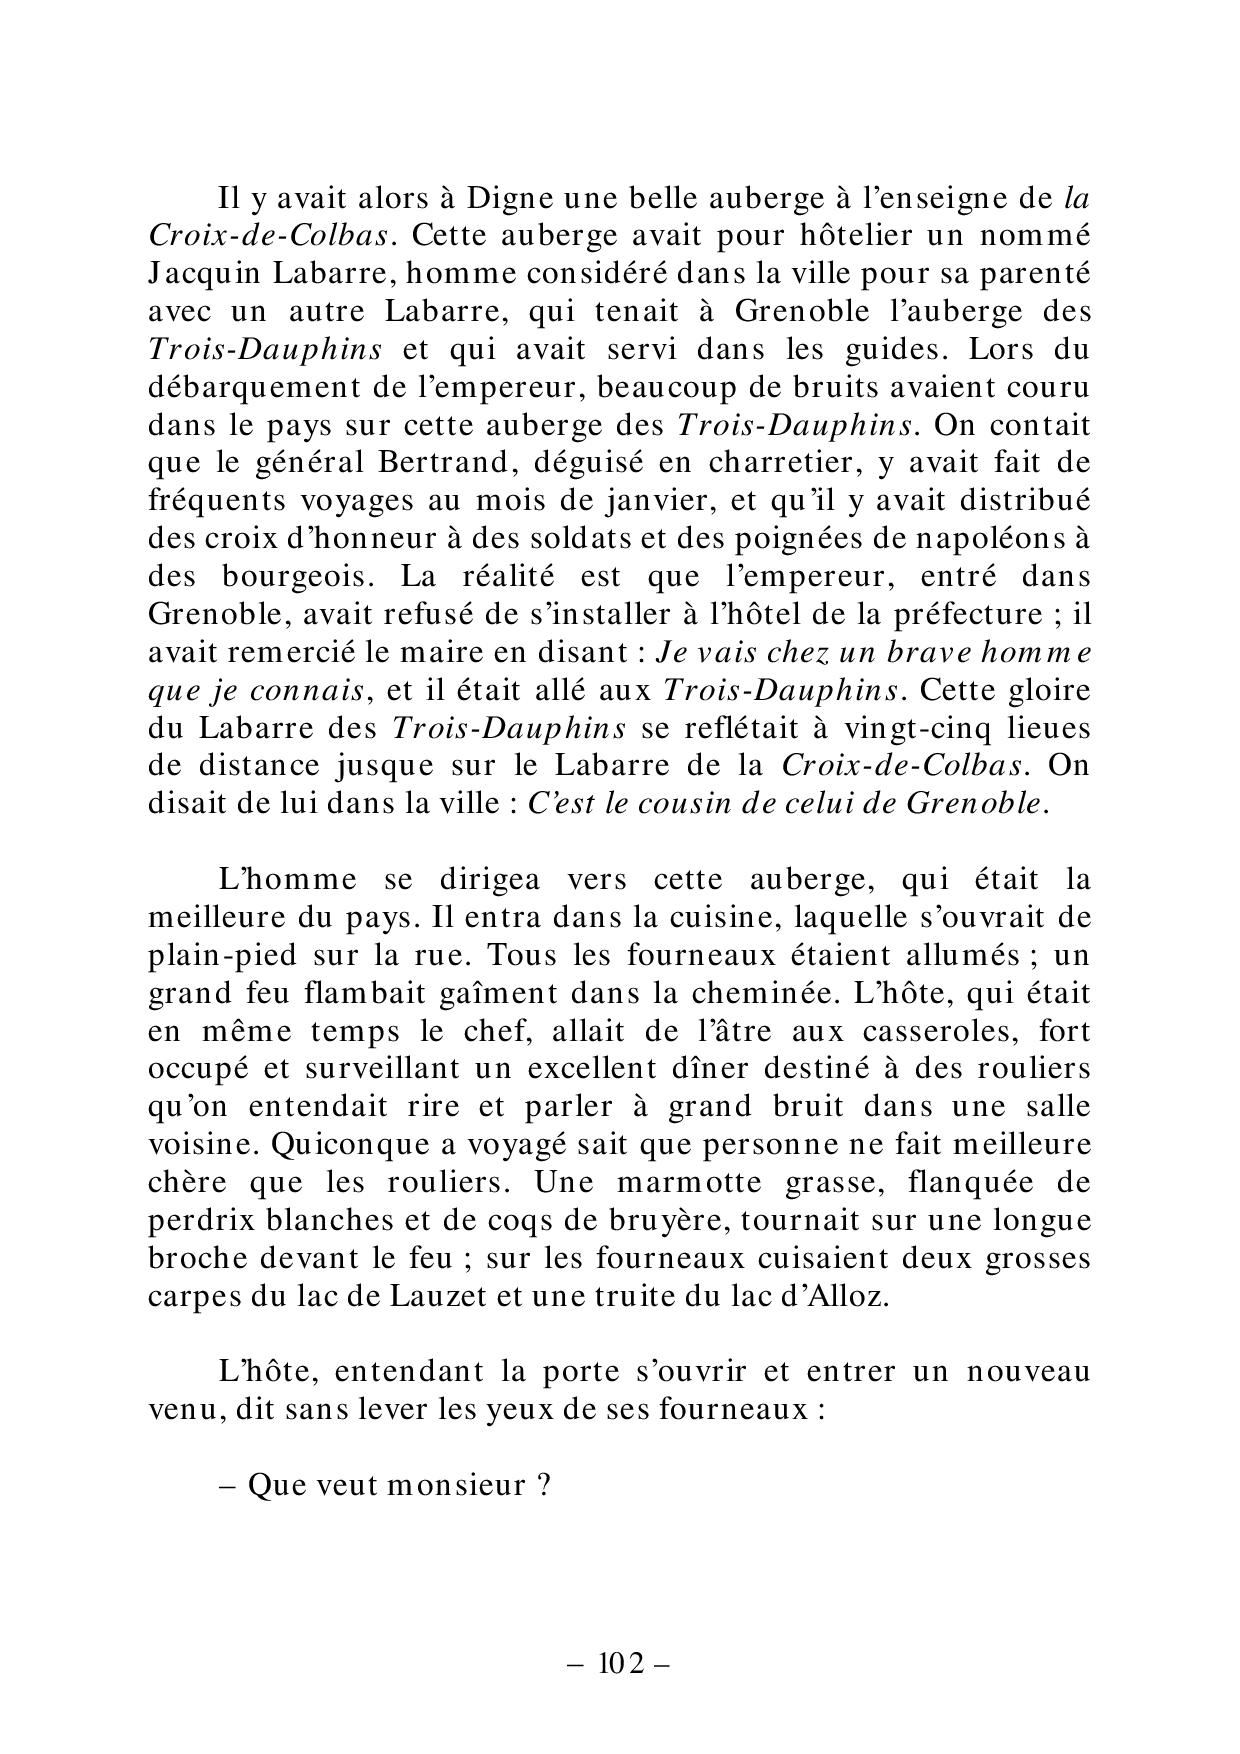 Il y avait alors à Digne une belle auberge à l’enseigne de la
Croix-de-Colbas. Cette auberge avait pour hôtelier un nommé
Jacquin Labarre, homme considéré dans la ville pour sa parenté
avec un autre Labarre, qui tenait à Grenoble l’auberge des
Trois-Dauphins et qui avait servi dans les guides. Lors du
débarquement de l’empereur, beaucoup de bruits avaient couru
dans le pays sur cette auberge des Trois-Dauphins. On contait
que le général Bertrand, déguisé en charretier, y avait fait de
fréquents voyages au mois de janvier, et qu’il y avait distribué
des croix d’honneur à des soldats et des poignées de napoléons à
des bourgeois. La réalité est que l’empereur, entré dans
Grenoble, avait refusé de s’installer à l’hôtel de la préfecture ; il
avait remercié le maire en disant : Je vais chez un brave homme
que je connais, et il était allé aux Trois-Dauphins. Cette gloire
du Labarre des Trois-Dauphins se reflétait à vingt-cinq lieues
de distance jusque sur le Labarre de la Croix-de-Colbas. On
disait de lui dans la ville : C’est le cousin de celui de Grenoble.
L’homme se dirigea vers cette auberge, qui était la
meilleure du pays. Il entra dans la cuisine, laquelle s’ouvrait de
plain-pied sur la rue. Tous les fourneaux étaient allumés ; un
grand feu flambait gaîment dans la cheminée. L’hôte, qui était
en même temps le chef, allait de l’âtre aux casseroles, fort
occupé et surveillant un excellent dîner destiné à des rouliers
qu’on entendait rire et parler à grand bruit dans une salle
voisine. Quiconque a voyagé sait que personne ne fait meilleure
chère que les rouliers. Une marmotte grasse, flanquée de
perdrix blanches et de coqs de bruyère, tournait sur une longue
broche devant le feu ; sur les fourneaux cuisaient deux grosses
carpes du lac de Lauzet et une truite du lac d’Alloz.
L’hôte, entendant la porte s’ouvrir et entrer un nouveau
venu, dit sans lever les yeux de ses fourneaux :
– Que veut monsieur ?
– 102 –